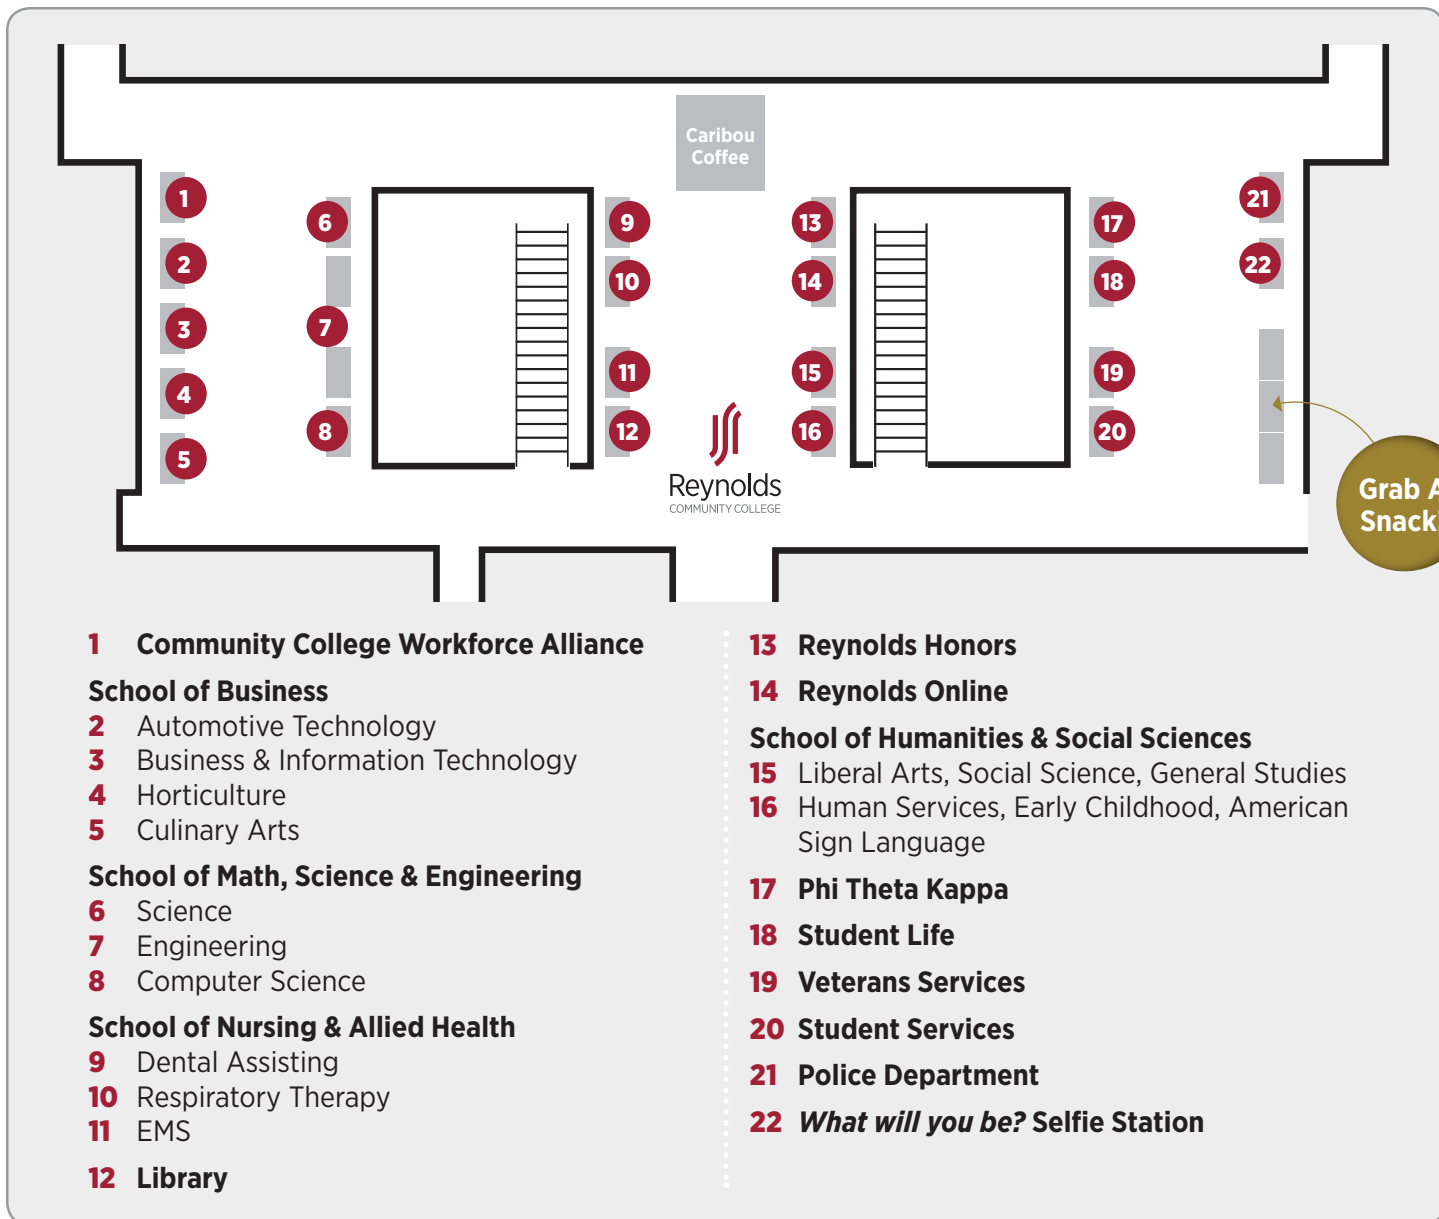 Caribou
Coffee
1
2
3
4
5
6
7
8
9
10
11
12
13
14
15
16
17
18
19
20
21
22
Reynolds
COMMUNITY COLLEGE
Grab A
Snack!
1 Community College Workforce Alliance
School of Business
2 Automotive Technology
3 Business & Information Technology
4 Horticulture
5 Culinary Arts
School of Math, Science & Engineering
6 Science
7 Engineering
8 Computer Science
School of Nursing & Allied Health
9 Dental Assisting
10 Respiratory Therapy
11 EMS
12 Library
13 Reynolds Honors
14 Reynolds Online
School of Humanities & Social Sciences
15 Liberal Arts, Social Science, General Studies
16 Human Services, Early Childhood, American
Sign Language
17 Phi Theta Kappa
18 Student Life
19 Veterans Services
20 Student Services
21 Police Department
22 What will you be? Selfie Station